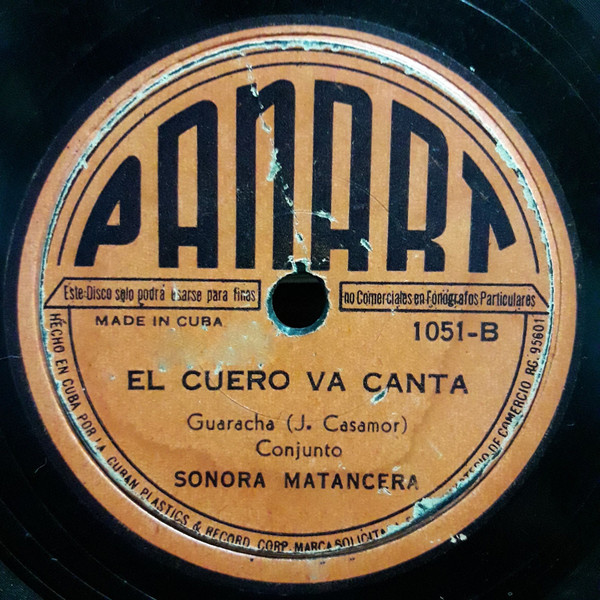 PANART
Este Disco solo podra usarse para fines
no Comerciales en Fonógrafos Particulares
MADE IN CUBA
1051-B
EL CUERO VA CANTA
Guaracha (J. Casamor)
Conjunto
SONORA MATANCERA
HECHO EN CUBA POR LA CUBAN PLASTICS & RECORD CORP. MARCA SOLICITADA DE COMERCIO RG. 95601